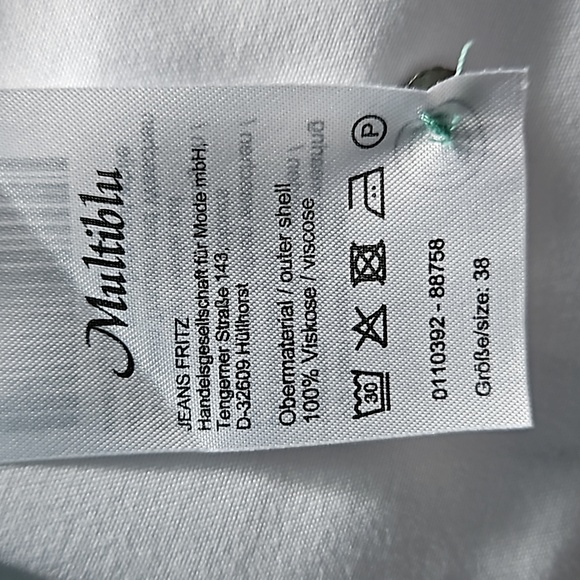 Multiblu
JEANS FRITZ
Handelsgesellschaft für Mode mbH,
Tengerner Straße 143,
D-32609 Hüllhorst
Obermaterial / outer shell
100% Viskose / viscose
30 P
0110392 - 88758
Größe/size: 38